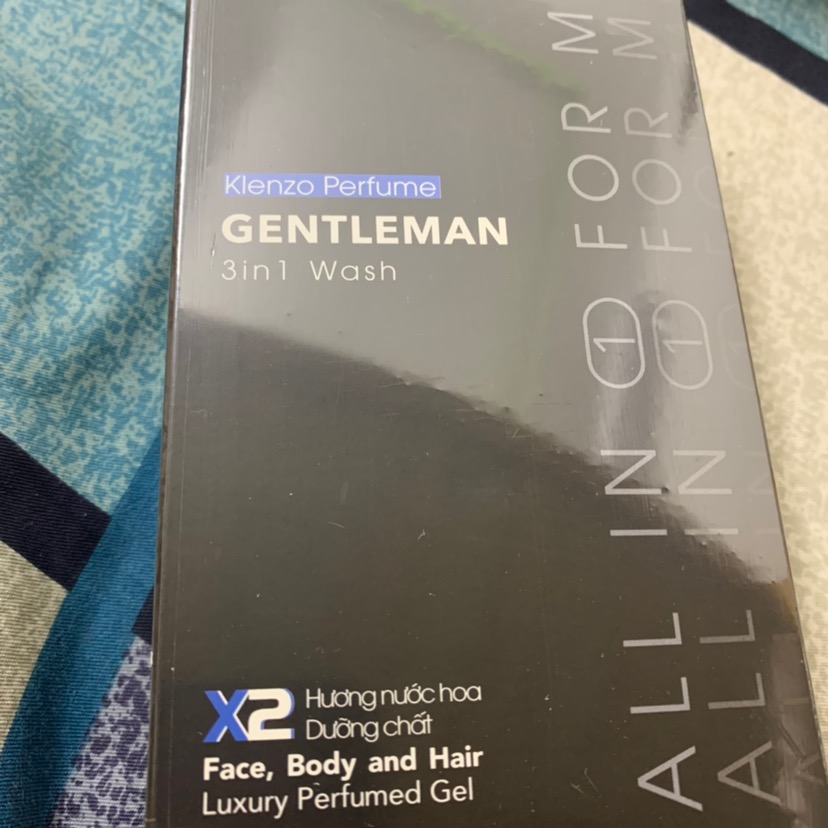 Klenzo Perfume
GENTLEMAN
3in1 Wash
X2 Hương nước hoa
Dưỡng chất
Face, Body and Hair
Luxury Perfumed Gel
ALL IN 1 FOR M
ALL IN 1 FOR M